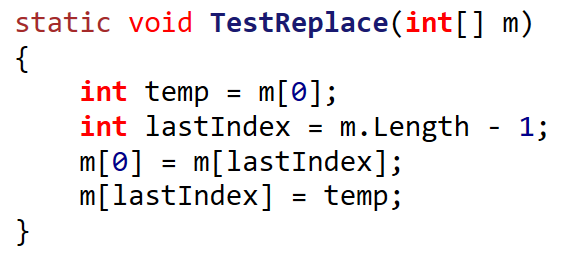 static void TestReplace(int[] m)
{
    int temp = m[0];
    int lastIndex = m.Length - 1;
    m[0] = m[lastIndex];
    m[lastIndex] = temp;
}